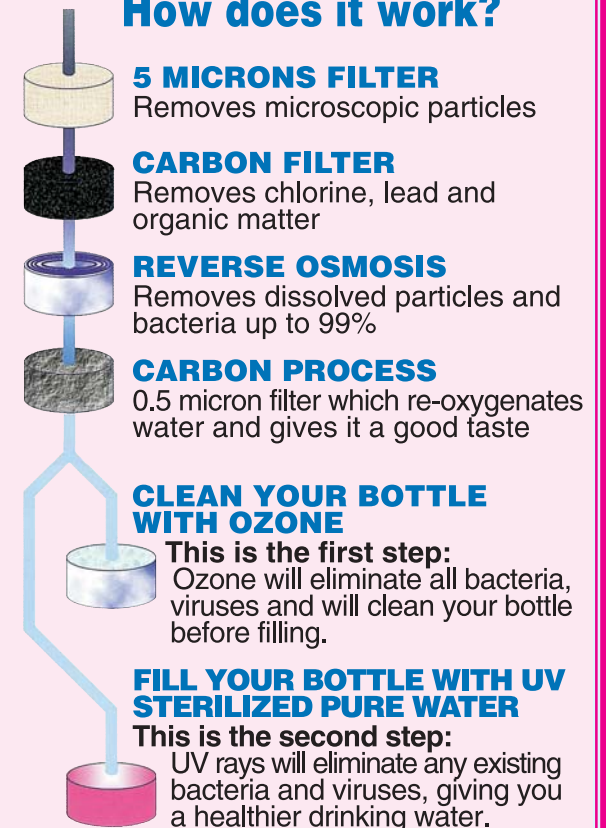 How does it work?
5 MICRONS FILTER
Removes microscopic particles
CARBON FILTER
Removes chlorine, lead and
organic matter
REVERSE OSMOSIS
Removes dissolved particles and
bacteria up to 99%
CARBON PROCESS
0.5 micron filter which re-oxygenates
water and gives it a good taste
CLEAN YOUR BOTTLE
WITH OZONE
This is the first step:
Ozone will eliminate all bacteria,
viruses and will clean your bottle
before filling.
FILL YOUR BOTTLE WITH UV
STERILIZED PURE WATER
This is the second step:
UV rays will eliminate any existing
bacteria and viruses, giving you
a healthier drinking water.